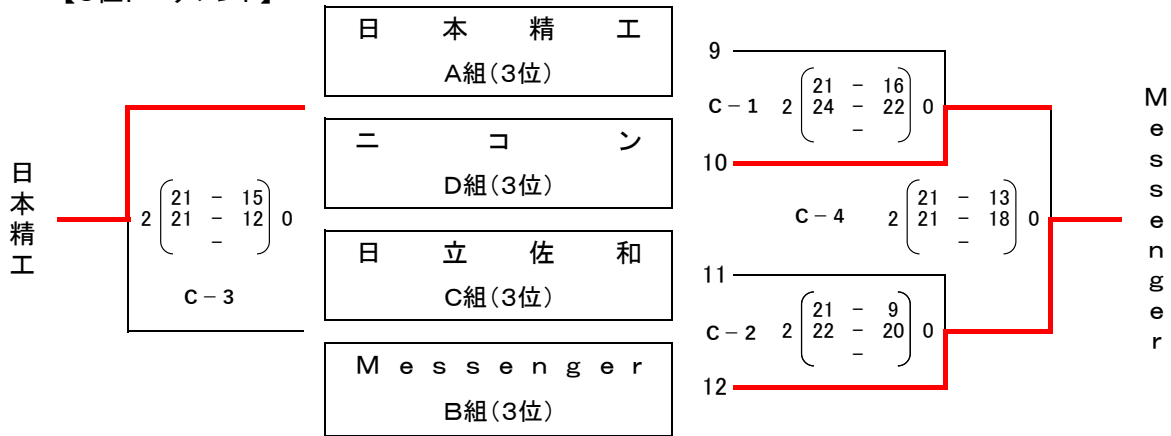 日本精工
A組(3位)
ニコン
D組(3位)
日立佐和
C組(3位)
Messenger
B組(3位)
日本精工
2 21 - 15 0
21 - 12
-
C-3
9
C-1 2 21 - 16 0
24 - 22
-
10
C-4 2 21 - 13 0
21 - 18
-
11
C-2 2 21 - 9 0
22 - 20
-
12
Messenger